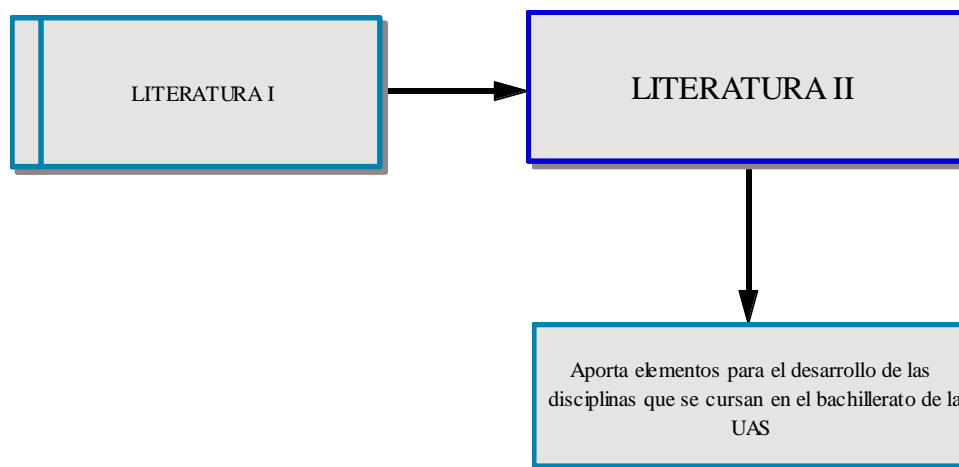 LITERATURA I
LITERATURA II
Aporta elementos para el desarrollo de las
disciplinas que se cursan en el bachillerato de la
UAS